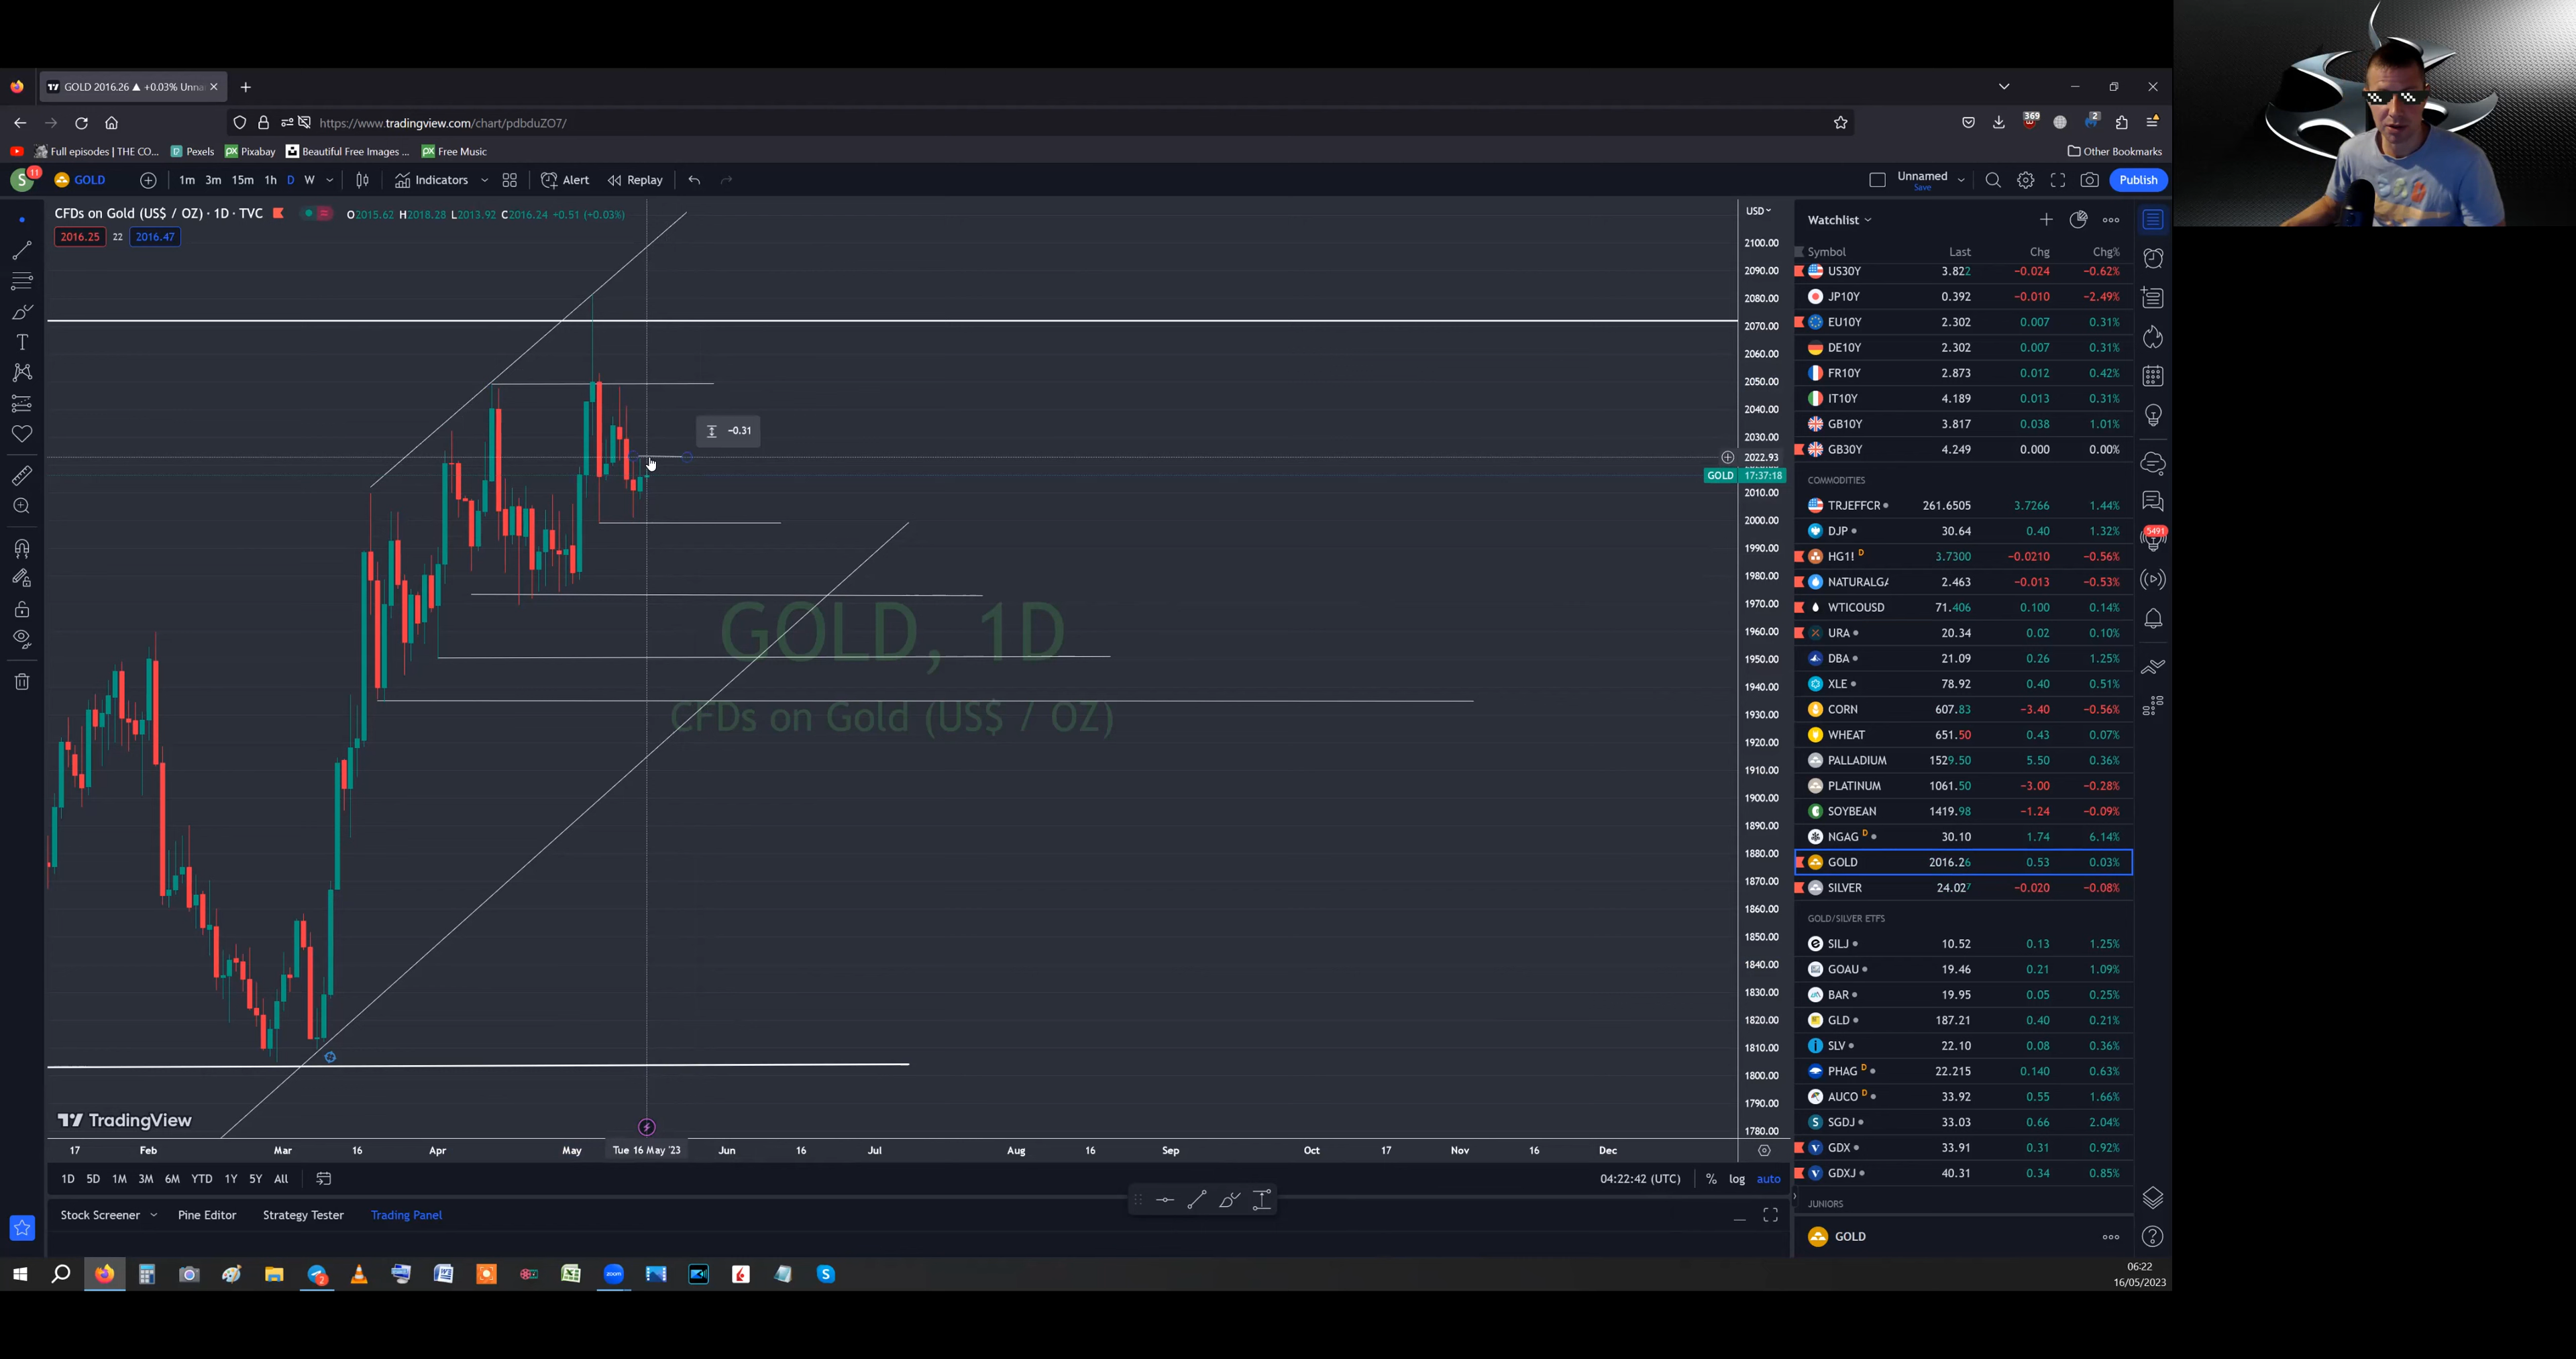 GOLD 2016.26 ▲ +0.03% Unna
https://www.tradingview.com/chart/pdbduZO7/
369
2
Full episodes | THE CO... Pexels Pixabay Beautiful Free Images ... Free Music
Other Bookmarks
S 11 GOLD 1m 3m 15m 1h D W Indicators Alert Replay
Unnamed
Save
Publish
CFDs on Gold (US$ / OZ) · 1D · TVC O2015.62 H2018.28 L2013.92 C2016.24 +0.51 (+0.03%)
2016.25 22 2016.47
USD
2100.00
2090.00
2080.00
2070.00
2060.00
2050.00
2040.00
2030.00
2022.93
GOLD 17:37:18
2010.00
2000.00
1990.00
1980.00
1970.00
1960.00
1950.00
1940.00
1930.00
1920.00
1910.00
1900.00
1890.00
1880.00
1870.00
1860.00
1850.00
1840.00
1830.00
1820.00
1810.00
1800.00
1790.00
1780.00
−0.31
GOLD, 1D
CFDs on Gold (US$ / OZ)
TradingView
17 Feb Mar 16 Apr May Tue 16 May '23 Jun 16 Jul Aug 16 Sep Oct 17 Nov 16 Dec
1D 5D 1M 3M 6M YTD 1Y 5Y All
04:22:42 (UTC) % log auto
Stock Screener Pine Editor Strategy Tester Trading Panel
Watchlist
Symbol Last Chg Chg%
US30Y 3.822 −0.024 −0.62%
JP10Y 0.392 −0.010 −2.49%
EU10Y 2.302 0.007 0.31%
DE10Y 2.302 0.007 0.31%
FR10Y 2.873 0.012 0.42%
IT10Y 4.189 0.013 0.31%
GB10Y 3.817 0.038 1.01%
GB30Y 4.249 0.000 0.00%
COMMODITIES
TRJEFFCR 261.6505 3.7266 1.44%
DJP 30.64 0.40 1.32%
HG1! D 3.7300 −0.0210 −0.56%
NATURALGA 2.463 −0.013 −0.53%
WTICOUSD 71.406 0.100 0.14%
URA 20.34 0.02 0.10%
DBA 21.09 0.26 1.25%
XLE 78.92 0.40 0.51%
CORN 607.83 −3.40 −0.56%
WHEAT 651.50 0.43 0.07%
PALLADIUM 1529.50 5.50 0.36%
PLATINUM 1061.50 −3.00 −0.28%
SOYBEAN 1419.98 −1.24 −0.09%
NGAG D 30.10 1.74 6.14%
GOLD 2016.26 0.53 0.03%
SILVER 24.027 −0.020 −0.08%
GOLD/SILVER ETFS
SILJ 10.52 0.13 1.25%
GOAU 19.46 0.21 1.09%
BAR 19.95 0.05 0.25%
GLD 187.21 0.40 0.21%
SLV 22.10 0.08 0.36%
PHAG D 22.215 0.140 0.63%
AUCO D 33.92 0.55 1.66%
SGDJ 33.03 0.66 2.04%
GDX 33.91 0.31 0.92%
GDXJ 40.31 0.34 0.85%
JUNIORS
GOLD
5491
zoom
06:22
16/05/2023